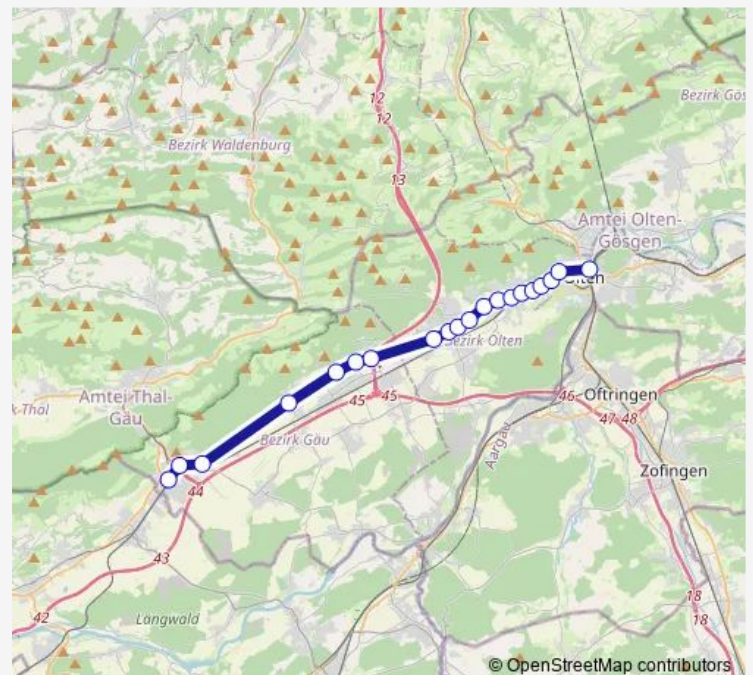 12
12
Bezirk Gös
Bezirk Waldenburg
13
Amtei Olten-
Gösgen
Olten
Bezirk Olten
k Thal
Amtei Thal-
Gäu
45
45
46
Oftringen
47
48
Bezirk Gäu
Aargau
Zofingen
44
43
42
Langwald
18
18
© OpenStreetMap contributors